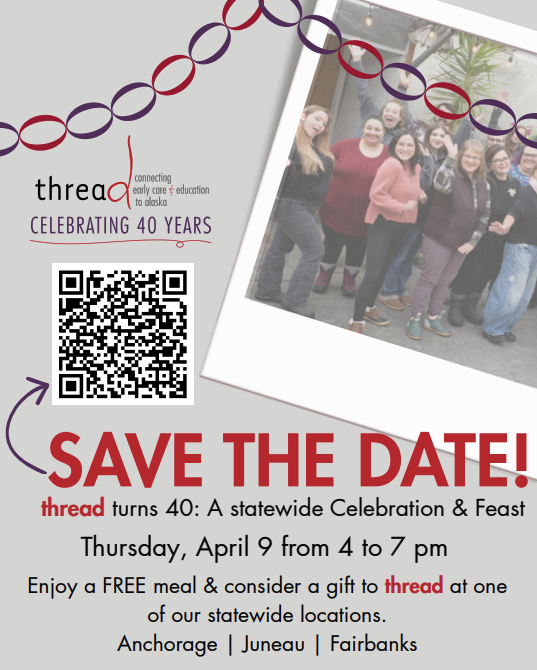 thread
connecting
early care & education
to alaska
CELEBRATING 40 YEARS
SAVE THE DATE!
thread turns 40: A statewide Celebration & Feast
Thursday, April 9 from 4 to 7 pm
Enjoy a FREE meal & consider a gift to thread at one
of our statewide locations.
Anchorage | Juneau | Fairbanks